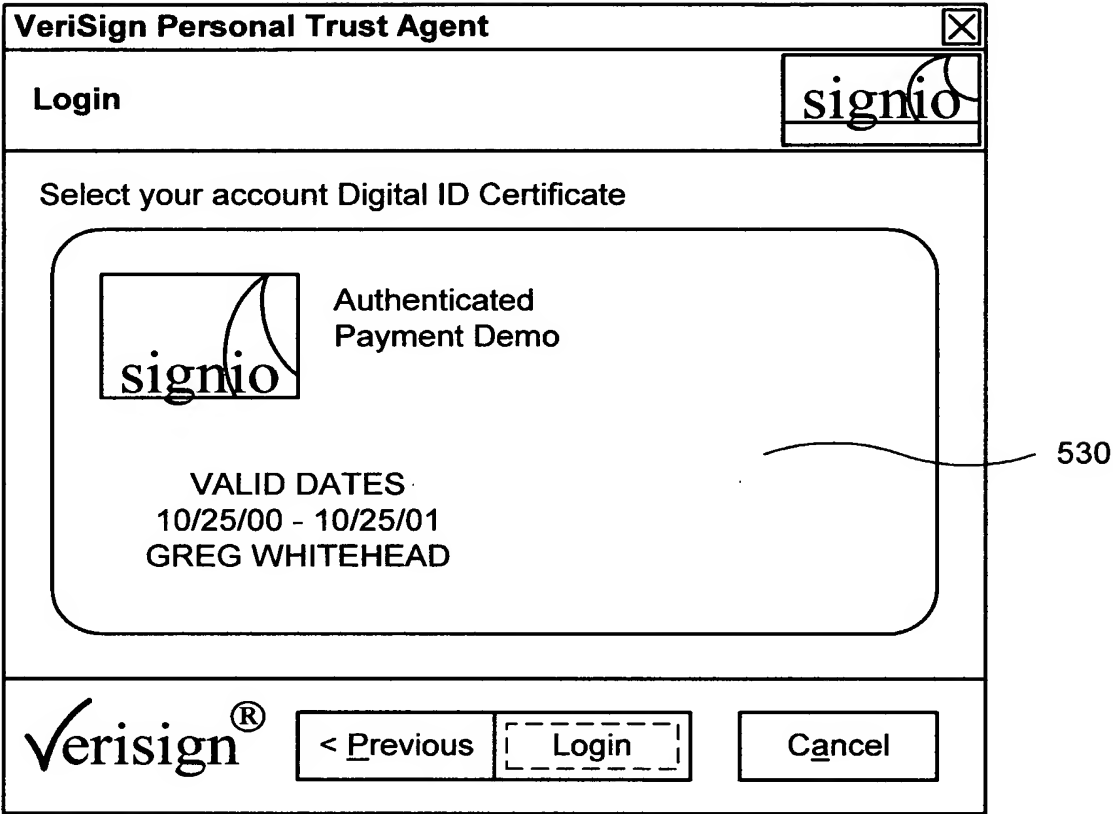 VeriSign Personal Trust Agent
Login
signio
Select your account Digital ID Certificate
signio
Authenticated
Payment Demo
530
VALID DATES
10/25/00 - 10/25/01
GREG WHITEHEAD
Verisign®
< Previous
Login
Cancel